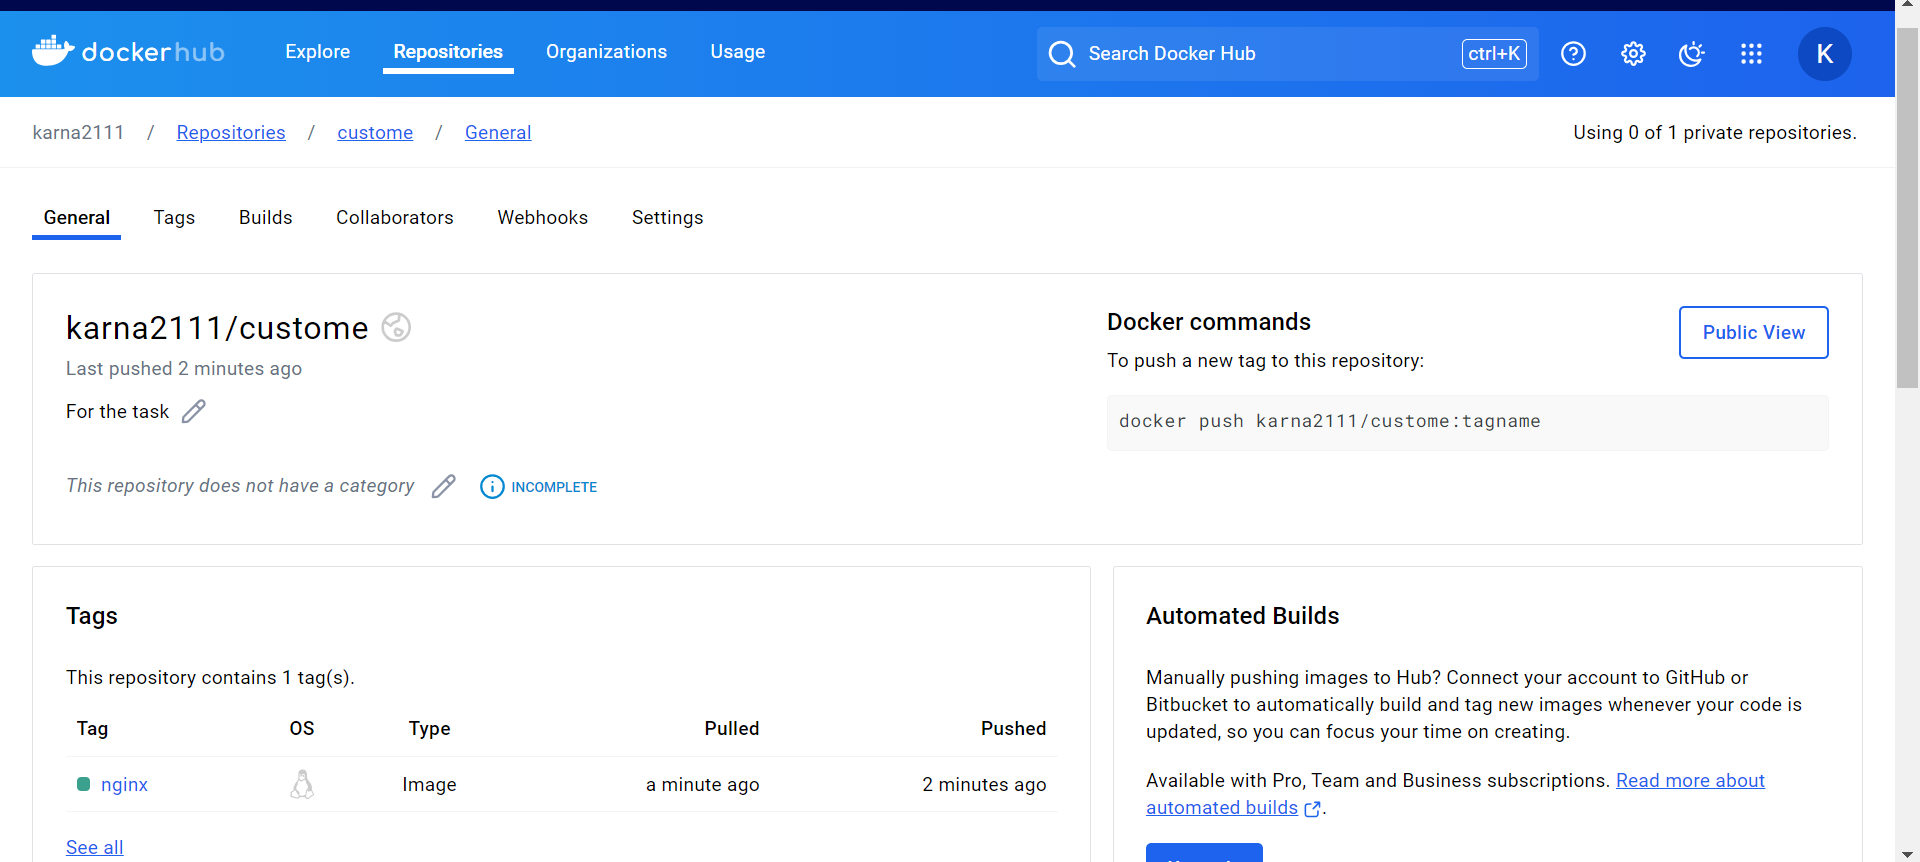 dockerhub
Explore
Repositories
Organizations
Usage
Search Docker Hub
ctrl+K
K
karna2111 / Repositories / custome / General
Using 0 of 1 private repositories.
General
Tags
Builds
Collaborators
Webhooks
Settings
karna2111/custome
Last pushed 2 minutes ago
For the task
This repository does not have a category
INCOMPLETE
Docker commands
Public View
To push a new tag to this repository:
docker push karna2111/custome:tagname
Tags
This repository contains 1 tag(s).
Tag OS Type Pulled Pushed
nginx Image a minute ago 2 minutes ago
See all
Automated Builds
Manually pushing images to Hub? Connect your account to GitHub or
Bitbucket to automatically build and tag new images whenever your code is
updated, so you can focus your time on creating.
Available with Pro, Team and Business subscriptions. Read more about
automated builds.